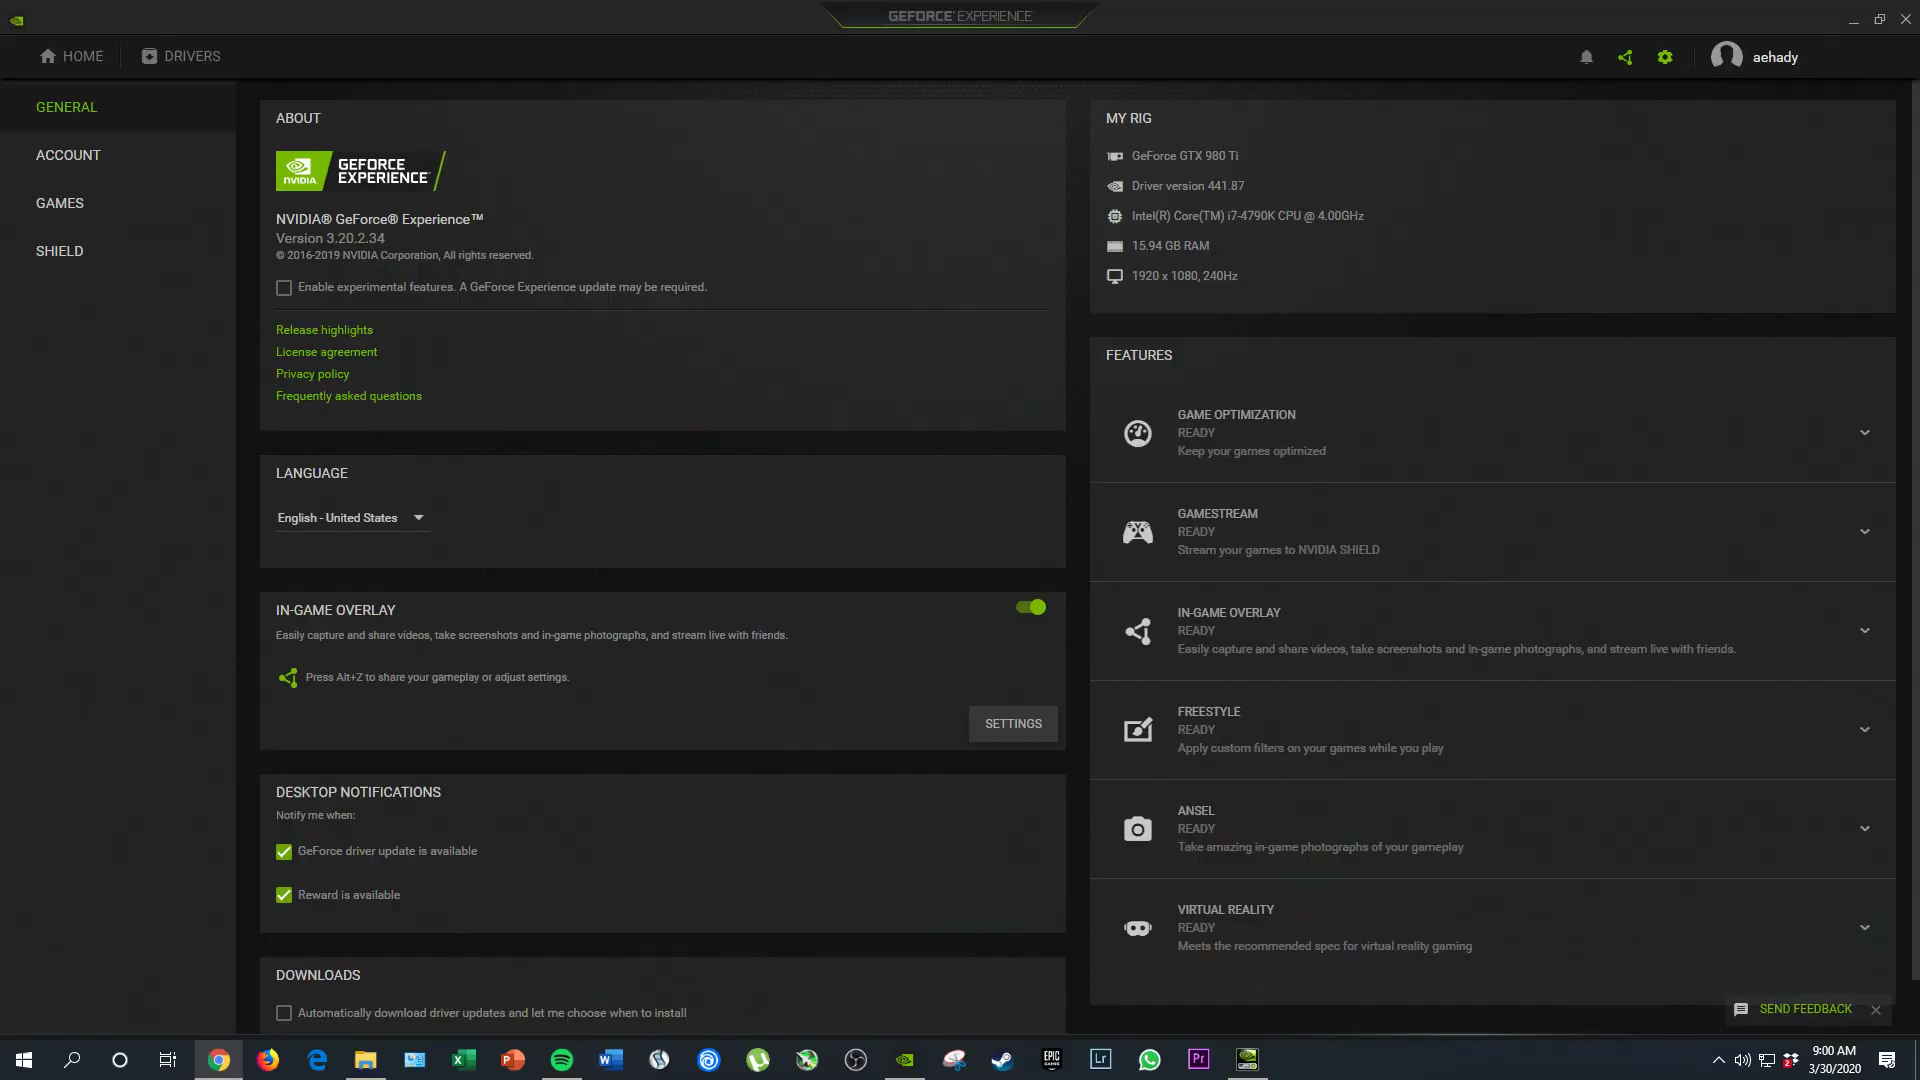 GEFORCE® EXPERIENCE™
HOME
DRIVERS
aehady
GENERAL
ACCOUNT
GAMES
SHIELD
ABOUT
NVIDIA.
GEFORCE
EXPERIENCE™
NVIDIA® GeForce® Experience™
Version 3.20.2.34
© 2016-2019 NVIDIA Corporation, All rights reserved.
Enable experimental features. A GeForce Experience update may be required.
Release highlights
License agreement
Privacy policy
Frequently asked questions
LANGUAGE
English - United States
IN-GAME OVERLAY
Easily capture and share videos, take screenshots and in-game photographs, and stream live with friends.
Press Alt+Z to share your gameplay or adjust settings.
SETTINGS
DESKTOP NOTIFICATIONS
Notify me when:
GeForce driver update is available
Reward is available
DOWNLOADS
Automatically download driver updates and let me choose when to install
MY RIG
GeForce GTX 980 Ti
Driver version 441.87
Intel(R) Core(TM) i7-4790K CPU @ 4.00GHz
15.94 GB RAM
1920 x 1080, 240Hz
FEATURES
GAME OPTIMIZATION
READY
Keep your games optimized
GAMESTREAM
READY
Stream your games to NVIDIA SHIELD
IN-GAME OVERLAY
READY
Easily capture and share videos, take screenshots and in-game photographs, and stream live with friends.
FREESTYLE
READY
Apply custom filters on your games while you play
ANSEL
READY
Take amazing in-game photographs of your gameplay
VIRTUAL REALITY
READY
Meets the recommended spec for virtual reality gaming
SEND FEEDBACK
EPIC
GAMES
Lr
Pr
2
9:00 AM
3/30/2020